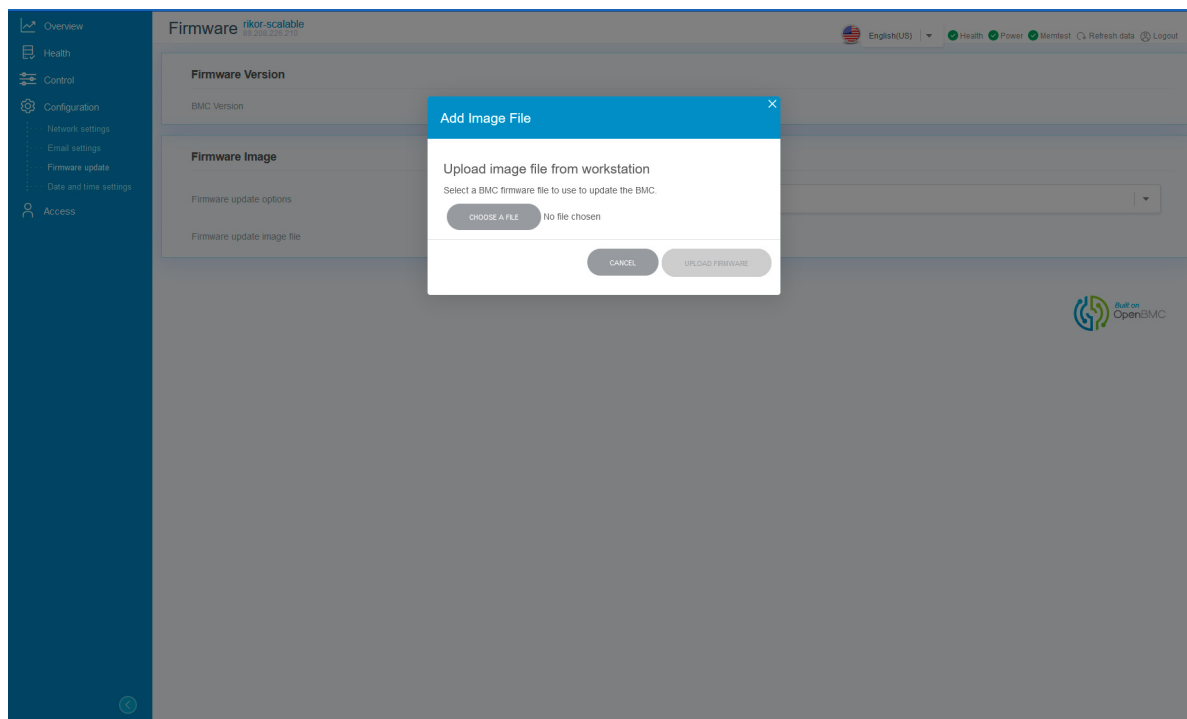 Overview
Health
Control
Configuration
Network settings
Email settings
Firmware update
Date and time settings
Access
Firmware rikor-scalable
English(US)
Health Power Memtest Refresh data Logout
Firmware Version
BMC Version
Firmware Image
Firmware update options
Firmware update image file
Add Image File
Upload image file from workstation
Select a BMC firmware file to use to update the BMC.
CHOOSE A FILE No file chosen
CANCEL UPLOAD FIRMWARE
Built on
OpenBMC